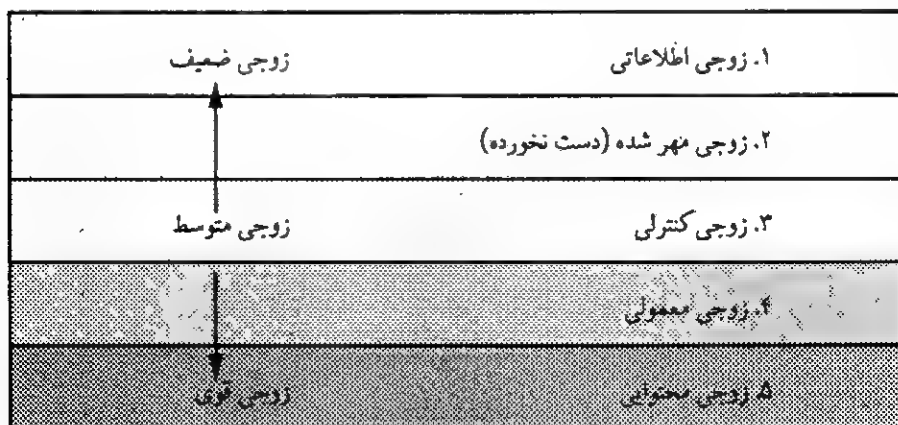 ۱. زوجی اطلاعاتی زوجی ضعیف
۲. زوجی مهر شده (دست نخورده)
۳. زوجی کنترلی زوجی متوسط
۴. زوجی معمولی
۵. زوجی محتوایی زوجی قوی